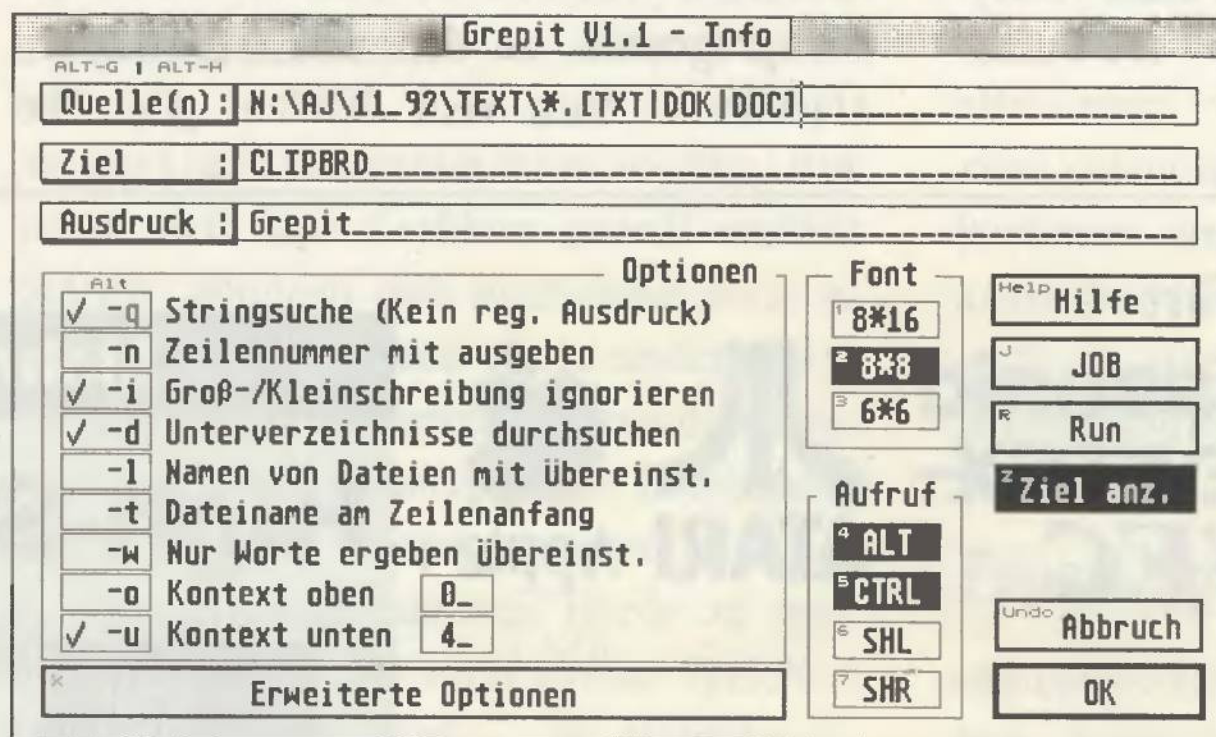 Grepit V1.1 - Info
ALT-G | ALT-H
Quelle(n): N:\AJ\11_92\TEXT\*.[TXT|DOK|DOC]
Ziel : CLIPBRD
Ausdruck : Grepit
Alt
Optionen
✓ -q Stringsuche (Kein reg. Ausdruck)
-n Zeilennummer mit ausgeben
✓ -i Groß-/Kleinschreibung ignorieren
✓ -d Unterverzeichnisse durchsuchen
-l Namen von Dateien mit Übereinst.
-t Dateiname am Zeilenanfang
-w Nur Worte ergeben Übereinst.
-o Kontext oben 0_
✓ -u Kontext unten 4_
x Erweiterte Optionen
Font
1 8*16
2 8*8
3 6*6
Aufruf
4 ALT
5 CTRL
6 SHL
7 SHR
Help Hilfe
J JOB
R Run
Z Ziel anz.
Undo Abbruch
OK